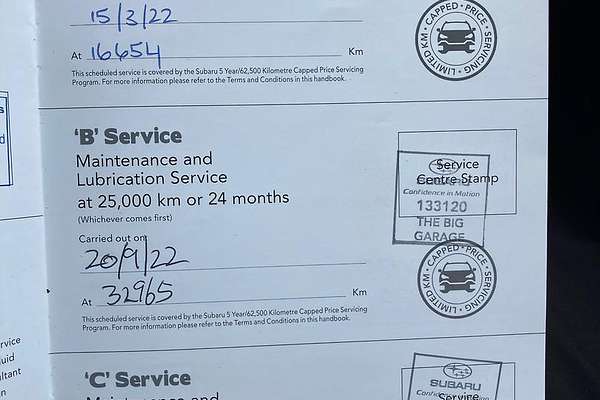 15/3/22
At 16654 Km
This scheduled service is covered by the Subaru 5 Year/62,500 Kilometre Capped Price Servicing
Program. For more information please refer to the Terms and Conditions in this handbook.
LIMITED KM • CAPPED • PRICE • SERVICING •
'B' Service
Maintenance and
Lubrication Service
at 25,000 km or 24 months
(Whichever comes first)
Service
Centre Stamp
SUBARU
Confidence in Motion
133120
THE BIG
GARAGE
Carried out on:
20/9/22
At 32965 Km
This scheduled service is covered by the Subaru 5 Year/62,500 Kilometre Capped Price Servicing
Program. For more information please refer to the Terms and Conditions in this handbook.
LIMITED KM • CAPPED • PRICE • SERVICING •
'C' Service
Maintenance and
SUBARU
Service